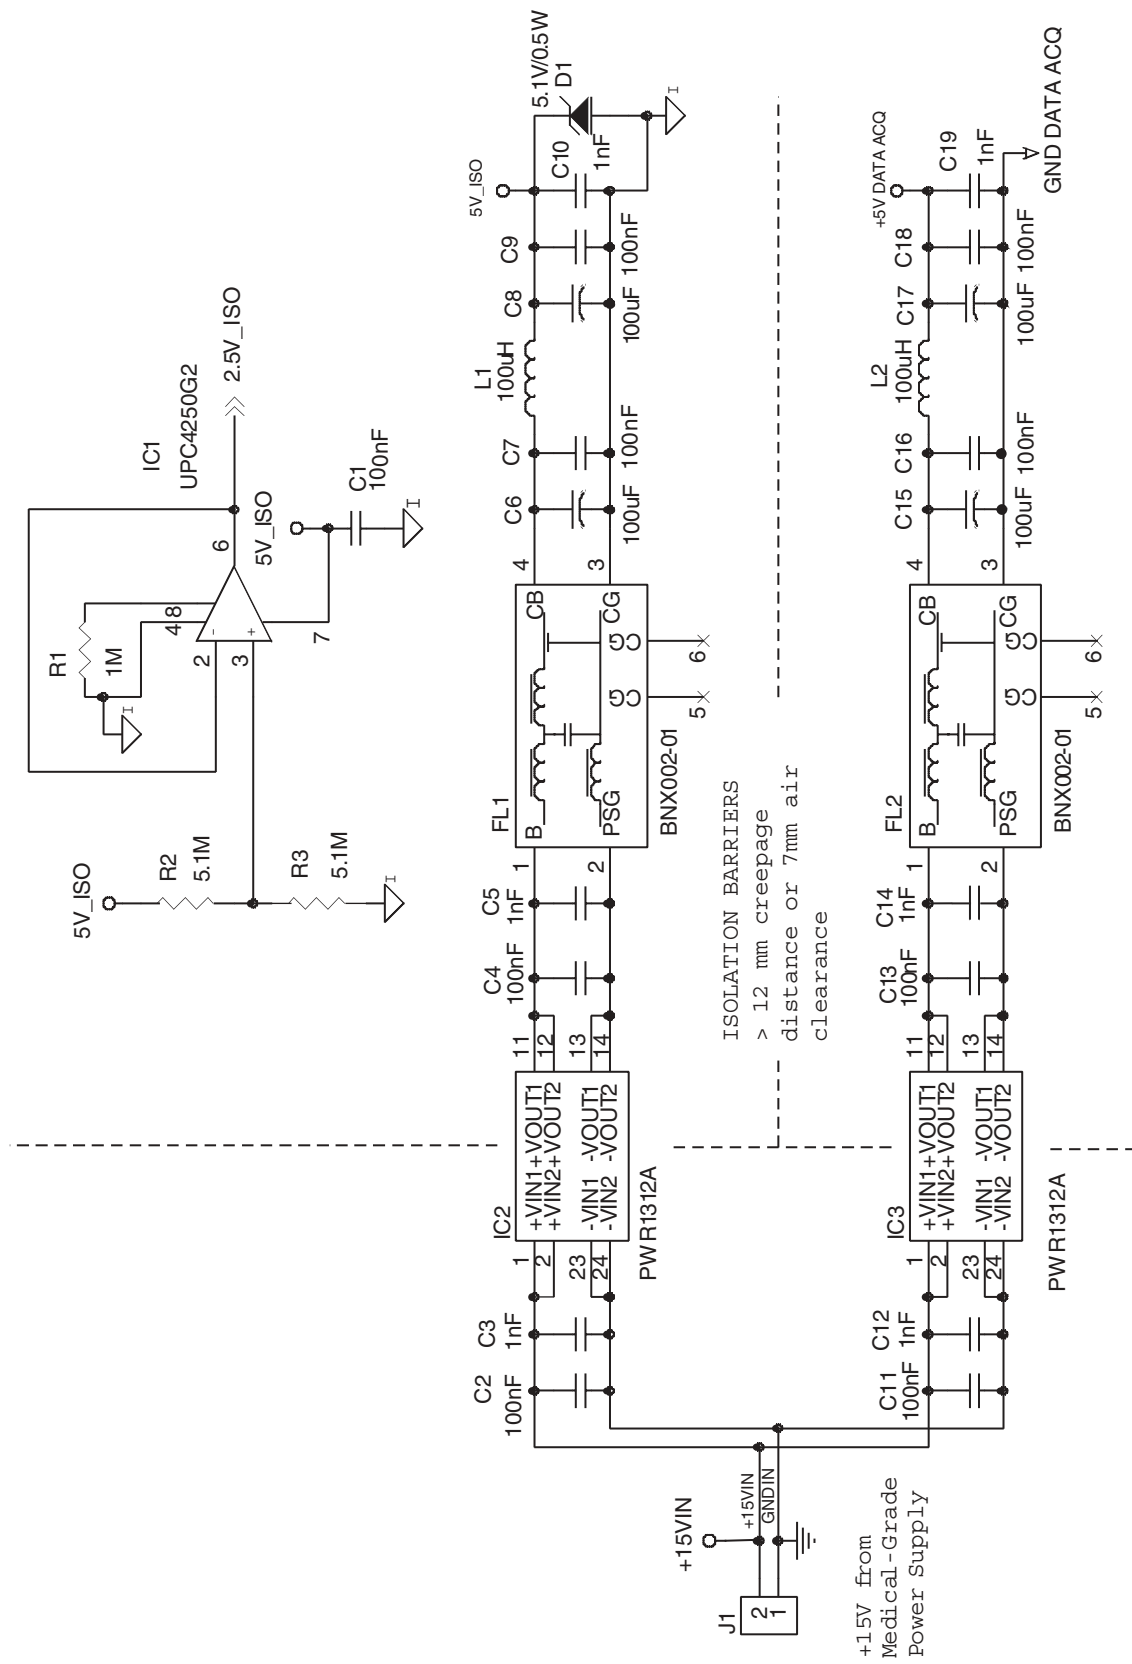 5V_ISO
R2
5.1M
R3
5.1M
I
R1
1M
I
4
8
2
3
-
+
6
7
IC1
UPC4250G2
2.5V_ISO
5V_ISO
C1
100nF
I
J1
2
1
+15VIN
+15VIN
GNDIN
+15V from
Medical-Grade
Power Supply
C2
100nF
C3
1nF
1
2
23
24
IC2
+VIN1+VOUT1
+VIN2+VOUT2
-VIN1 -VOUT1
-VIN2 -VOUT2
PWR1312A
11
12
13
14
C4
100nF
C5
1nF
1
2
FL1
B
CB
PSG
CG
CG
CG
BNX002-01
5
6
4
3
C6
100uF
C7
100nF
L1
100uH
C8
100uF
C9
100nF
5V_ISO
C10
1nF
5.1V/0.5W
D1
I
ISOLATION BARRIERS
> 12 mm creepage
distance or 7mm air
clearance
C11
100nF
C12
1nF
1
2
23
24
IC3
+VIN1+VOUT1
+VIN2+VOUT2
-VIN1 -VOUT1
-VIN2 -VOUT2
PWR1312A
11
12
13
14
C13
100nF
C14
1nF
1
2
FL2
B
CB
PSG
CG
CG
CG
BNX002-01
5
6
4
3
C15
100uF
C16
100nF
L2
100uH
C17
100uF
C18
100nF
+5V DATA ACQ
C19
1nF
GND DATA ACQ